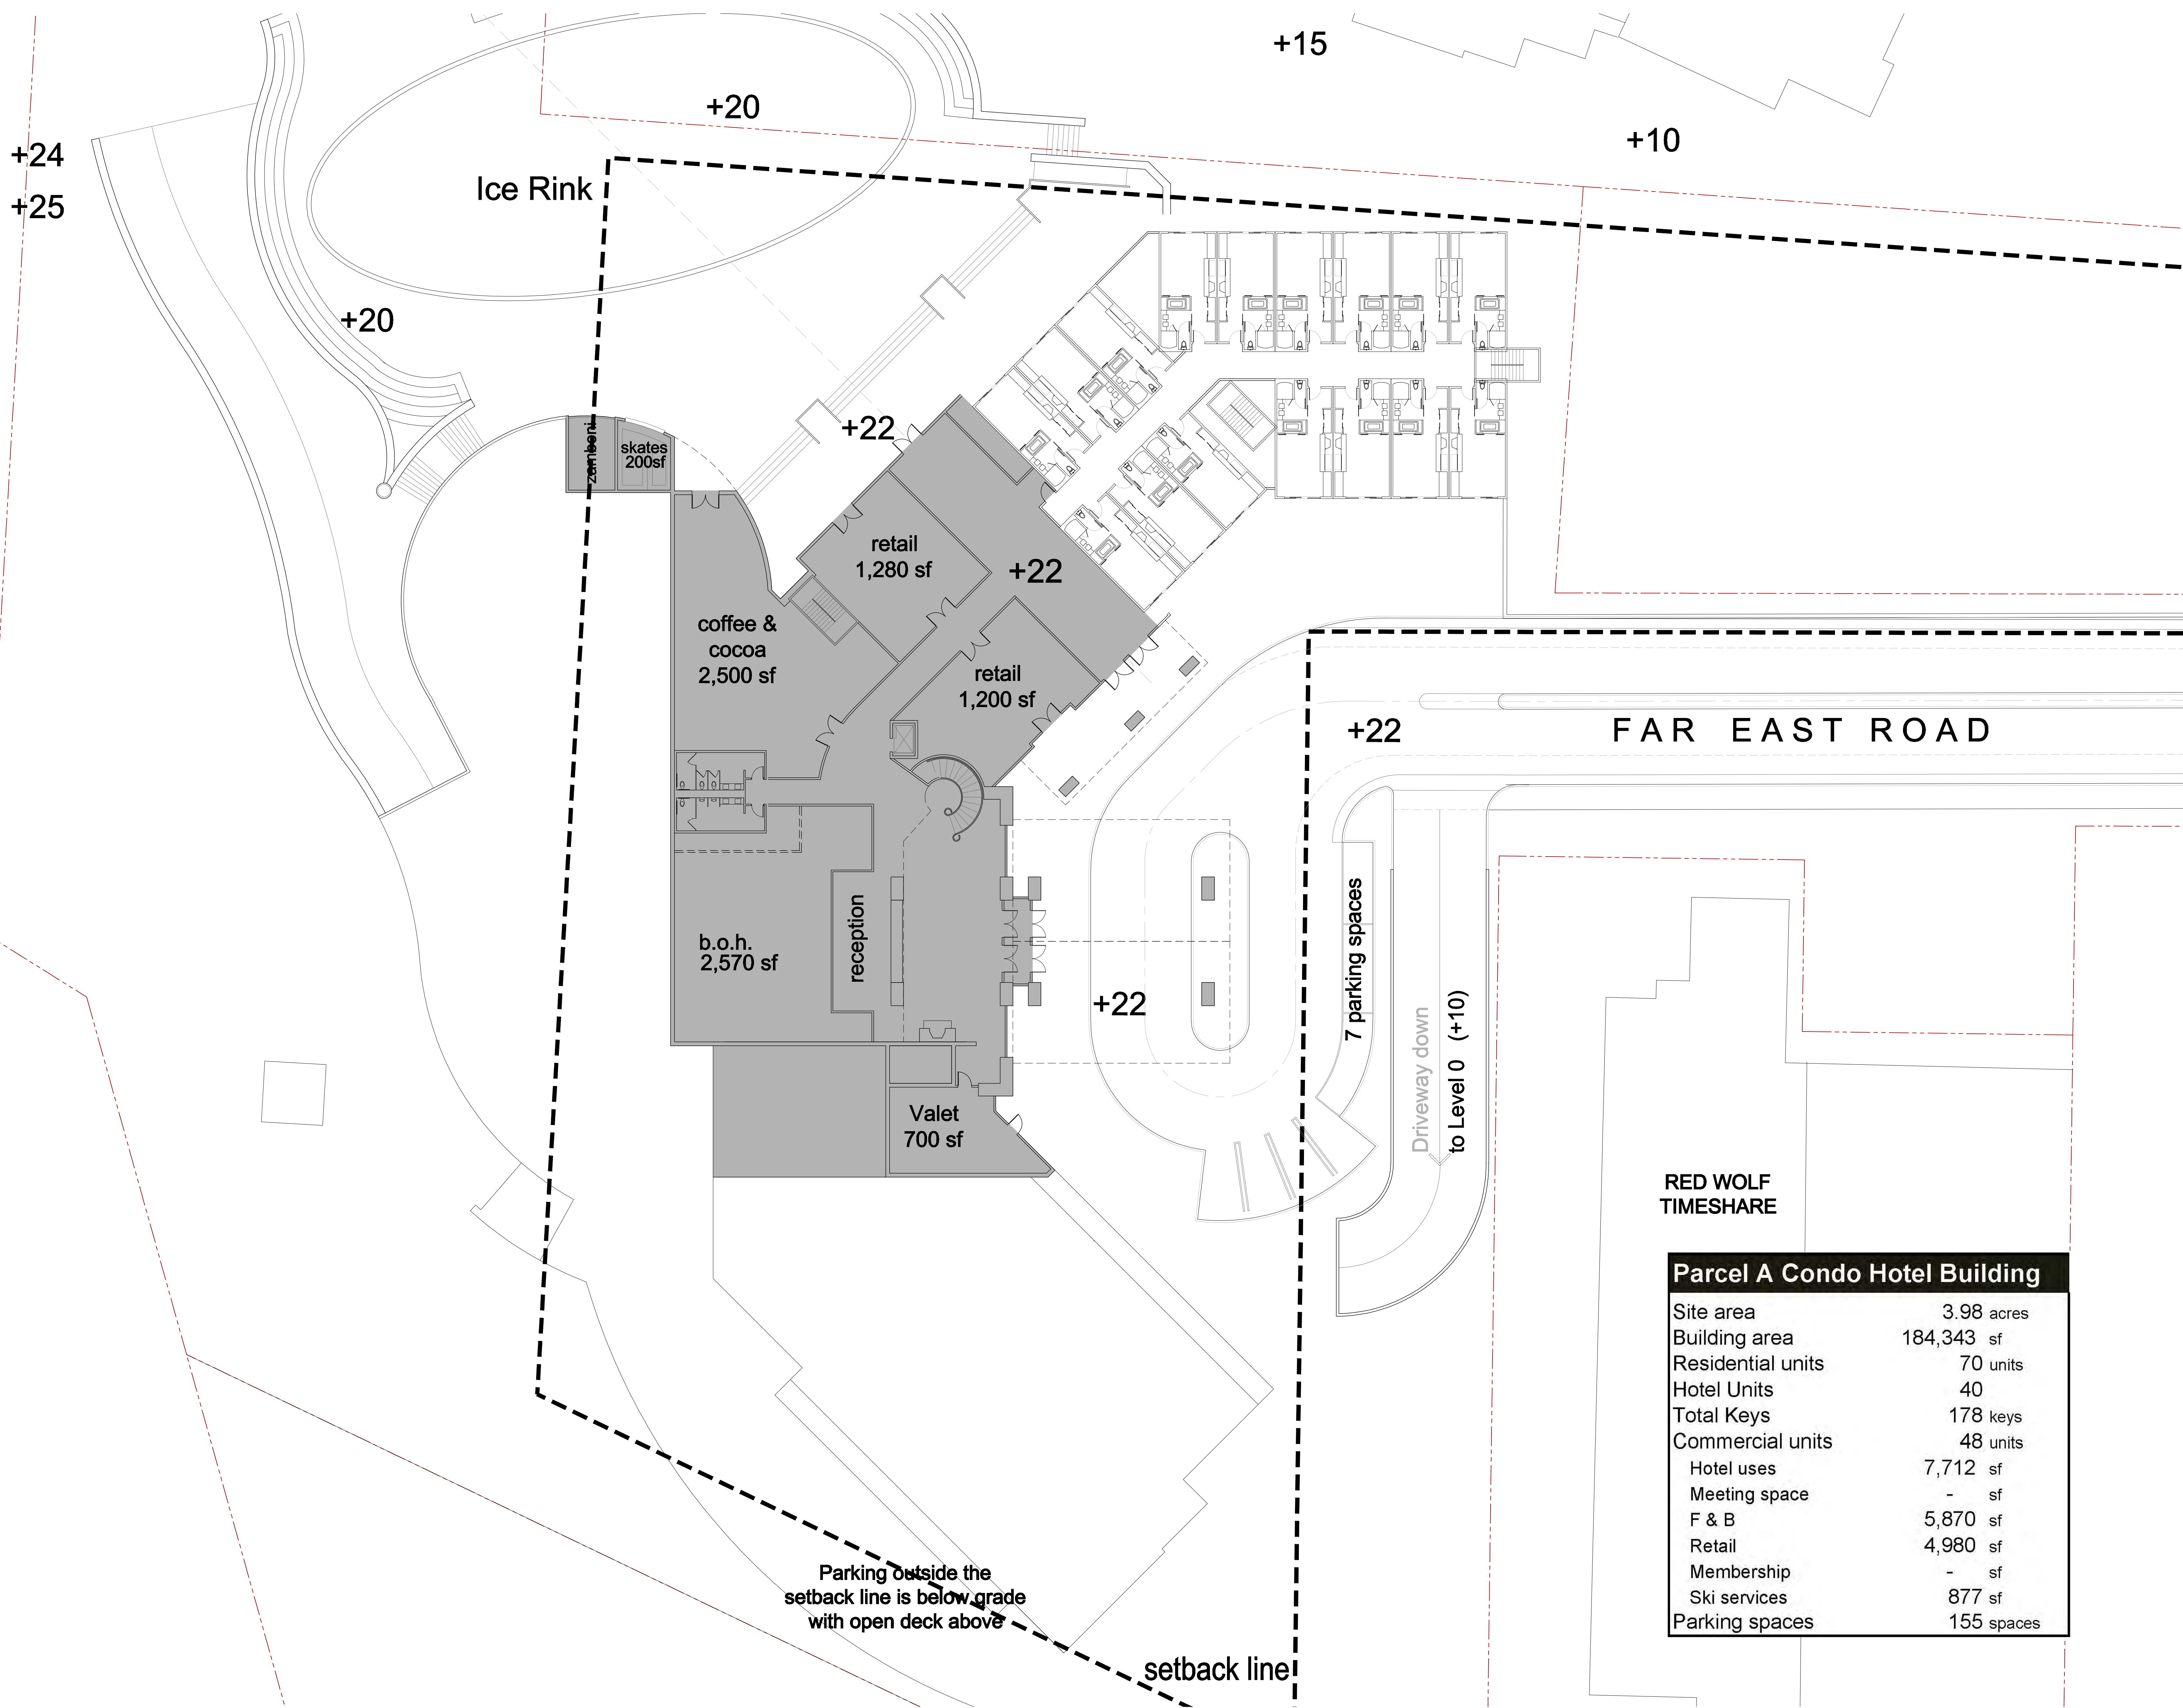 +15
+20
+10
+24
Ice Rink
+25
+20
+22
zamboni
skates
200sf
retail
1,280 sf
+22
coffee &
cocoa
2,500 sf
retail
1,200 sf
+22
FAR EAST ROAD
7 parking spaces
reception
b.o.h.
2,570 sf
+22
Driveway down
to Level 0 (+10)
Valet
700 sf
RED WOLF
TIMESHARE
Parcel A Condo Hotel Building
Site area 3.98 acres
Building area 184,343 sf
Residential units 70 units
Hotel Units 40
Total Keys 178 keys
Commercial units 48 units
Hotel uses 7,712 sf
Meeting space - sf
F & B 5,870 sf
Retail 4,980 sf
Membership - sf
Ski services 877 sf
Parking spaces 155 spaces
Parking outside the
setback line is below grade
with open deck above
setback line